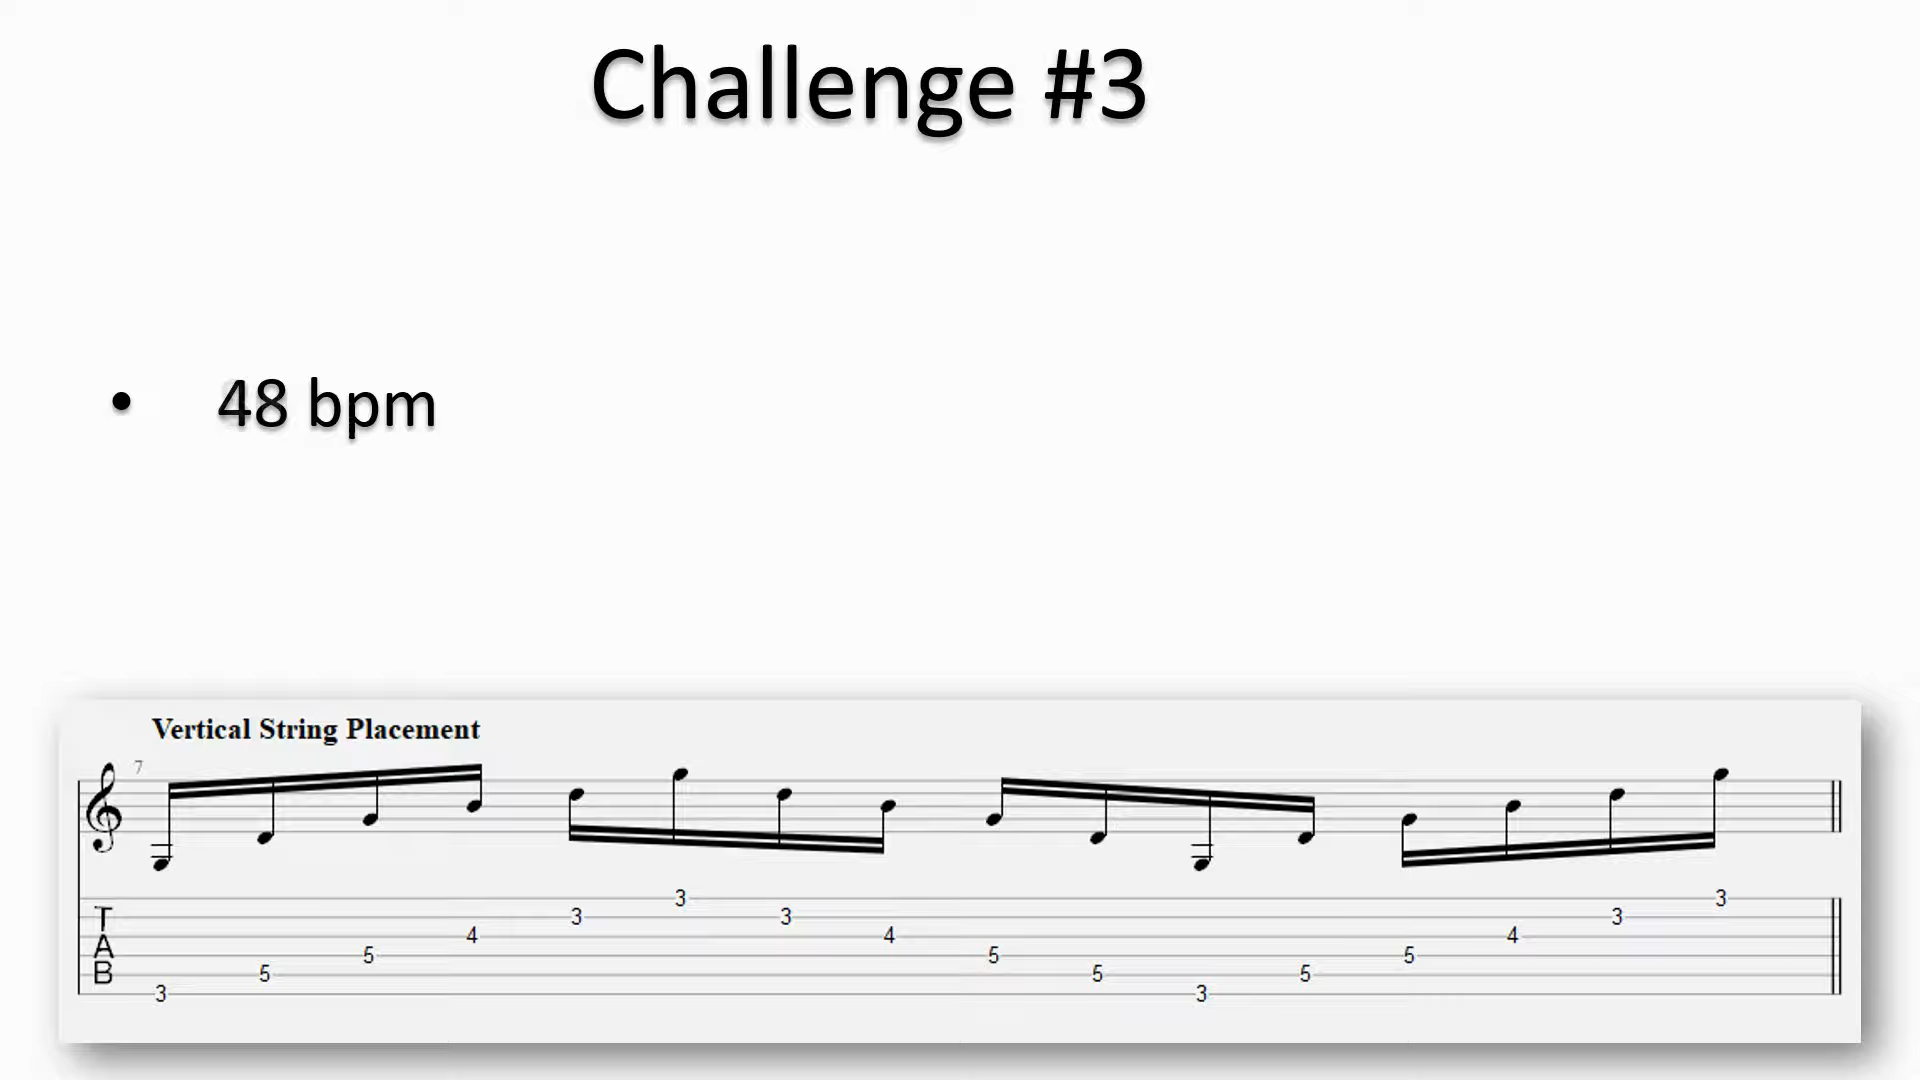 Challenge #3
• 48 bpm
Vertical String Placement
7
T
A
B
3 3 3
3 3 3
4 4 4
5 5 5
5 5 5
3 3